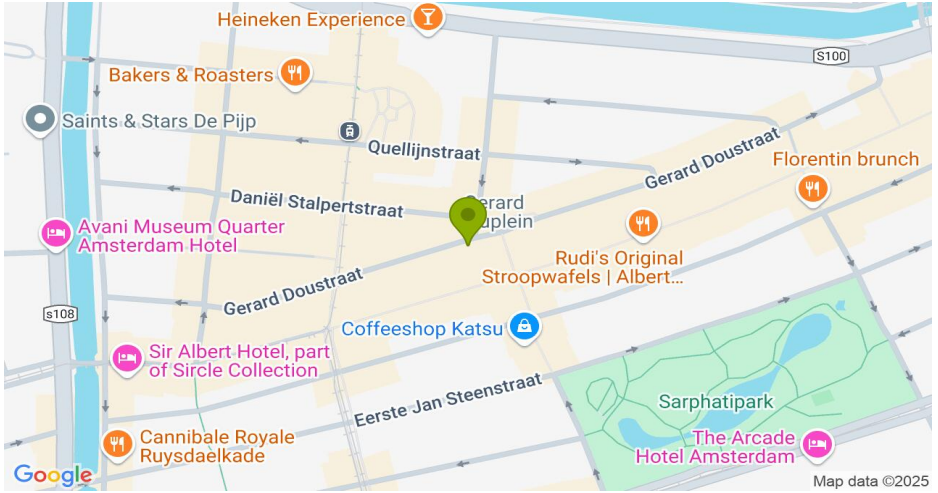 Heineken Experience
S100
Bakers & Roasters
Saints & Stars De Pijp
Quellijnstraat
Gerard Doustraat
Florentin brunch
Daniël Stalpertstraat
Avani Museum Quarter
Amsterdam Hotel
Rudi's Original
Stroopwafels | Albert...
Gerard Doustraat
s108
Coffeeshop Katsu
Sir Albert Hotel, part
of Sircle Collection
Eerste Jan Steenstraat
Sarphatipark
Cannibale Royale
Ruysdaelkade
The Arcade
Hotel Amsterdam
Google
Map data ©2025